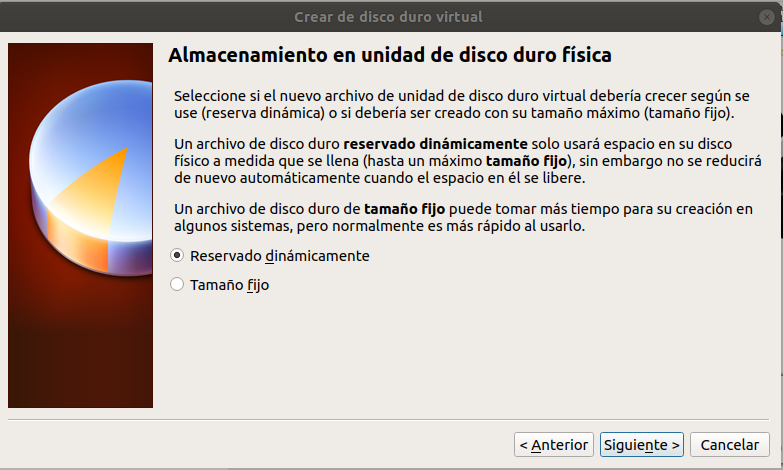 Crear de disco duro virtual
Almacenamiento en unidad de disco duro física
Seleccione si el nuevo archivo de unidad de disco duro virtual debería crecer según se
use (reserva dinámica) o si debería ser creado con su tamaño máximo (tamaño fijo).
Un archivo de disco duro reservado dinámicamente solo usará espacio en su disco
físico a medida que se llena (hasta un máximo tamaño fijo), sin embargo no se reducirá
de nuevo automáticamente cuando el espacio en él se libere.
Un archivo de disco duro de tamaño fijo puede tomar más tiempo para su creación en
algunos sistemas, pero normalmente es más rápido al usarlo.
Reservado dinámicamente
Tamaño fijo
< Anterior
Siguiente >
Cancelar